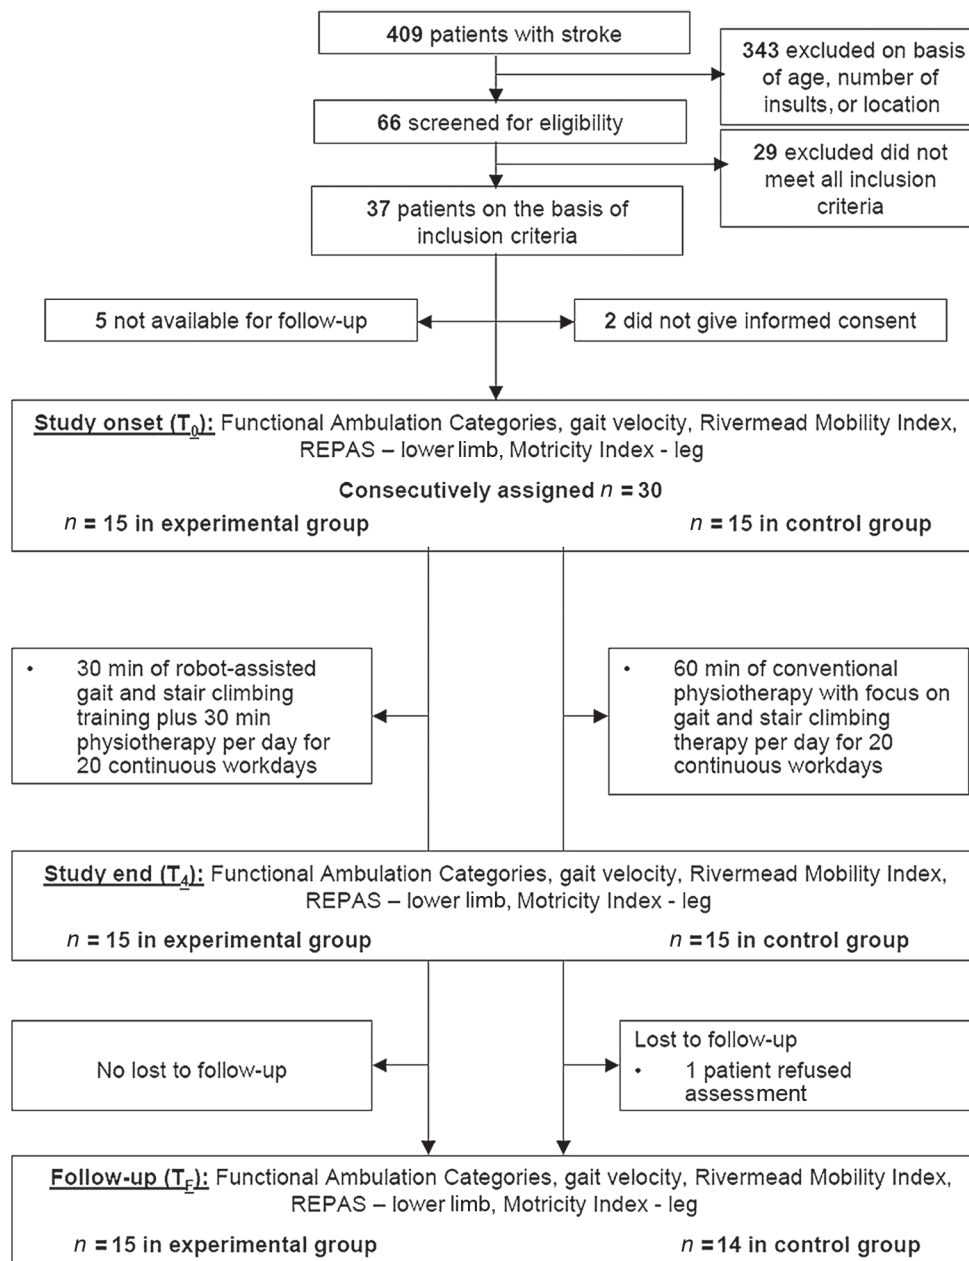 409 patients with stroke
343 excluded on basis
of age, number of
insults, or location
66 screened for eligibility
29 excluded did not
meet all inclusion
criteria
37 patients on the basis of
inclusion criteria
5 not available for follow-up
2 did not give informed consent
Study onset (T0): Functional Ambulation Categories, gait velocity, Rivermead Mobility Index,
REPAS – lower limb, Motricity Index - leg
Consecutively assigned n = 30
n = 15 in experimental group
n = 15 in control group
• 30 min of robot-assisted
gait and stair climbing
training plus 30 min
physiotherapy per day for
20 continuous workdays
• 60 min of conventional
physiotherapy with focus on
gait and stair climbing
therapy per day for 20
continuous workdays
Study end (T4): Functional Ambulation Categories, gait velocity, Rivermead Mobility Index,
REPAS – lower limb, Motricity Index - leg
n = 15 in experimental group
n = 15 in control group
No lost to follow-up
Lost to follow-up
• 1 patient refused
assessment
Follow-up (TF): Functional Ambulation Categories, gait velocity, Rivermead Mobility Index,
REPAS – lower limb, Motricity Index - leg
n = 15 in experimental group
n = 14 in control group